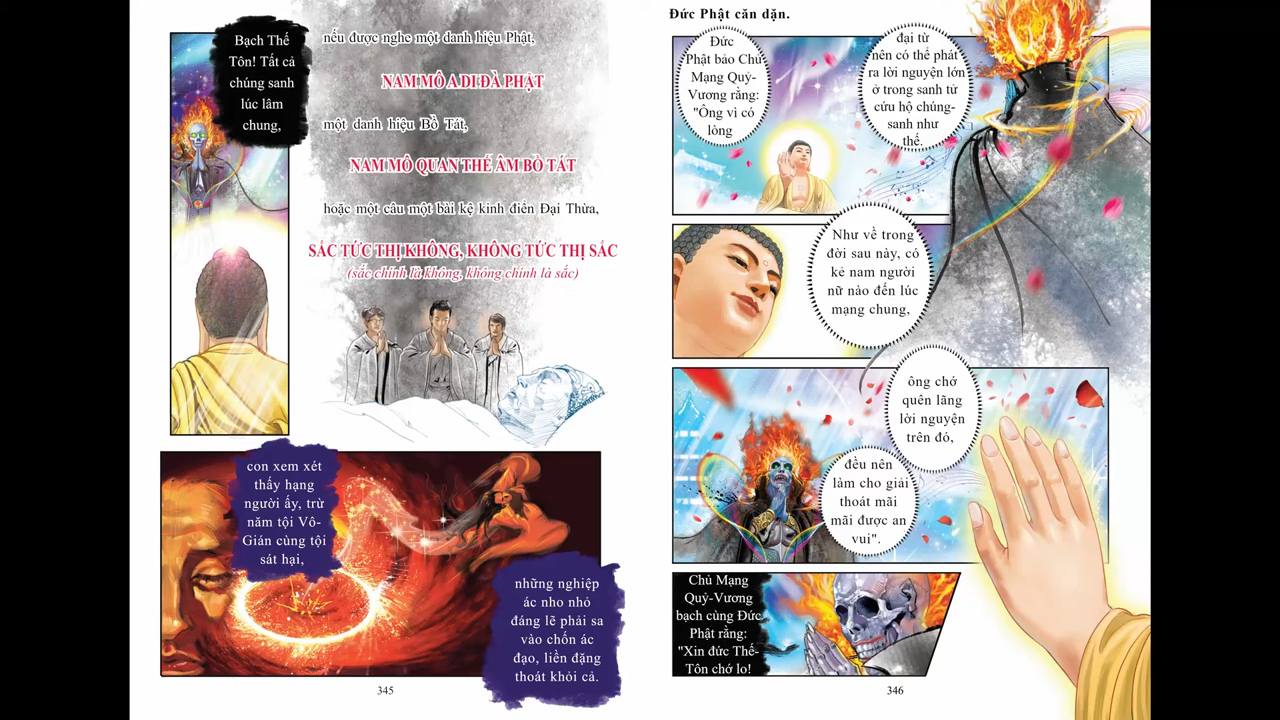 Bạch Thế
Tôn! Tất cả
chúng sanh
lúc lâm
chung,
nếu được nghe một danh hiệu Phật,
NAM MÔ A DI ĐÀ PHẬT
một danh hiệu Bồ Tát,
NAM MÔ QUAN THẾ ÂM BỒ TÁT
hoặc một câu một bài kệ kinh điển Đại Thừa,
SẮC TỨC THỊ KHÔNG, KHÔNG TỨC THỊ SẮC
(sắc chính là không, không chính là sắc)
con xem xét
thấy hạng
người ấy, trừ
năm tội Vô-
Gián cùng tội
sát hại,
những nghiệp
ác nho nhỏ
đáng lẽ phải sa
vào chốn ác
đạo, liền đặng
thoát khỏi cả.
345
Đức Phật căn dặn.
Đức
Phật bảo Chủ
Mạng Quỷ-
Vương rằng:
"Ông vì có
lòng
đại từ
nên có thể phát
ra lời nguyện lớn
ở trong sanh tử
cứu hộ chúng-
sanh như
thế.
Như về trong
đời sau này, có
kẻ nam người
nữ nào đến lúc
mạng chung,
ông chớ
quên lãng
lời nguyện
trên đó,
đều nên
làm cho giải
thoát mãi
mãi được an
vui".
Chủ Mạng
Quỷ-Vương
bạch cùng Đức
Phật rằng:
"Xin đức Thế-
Tôn chớ lo!
346